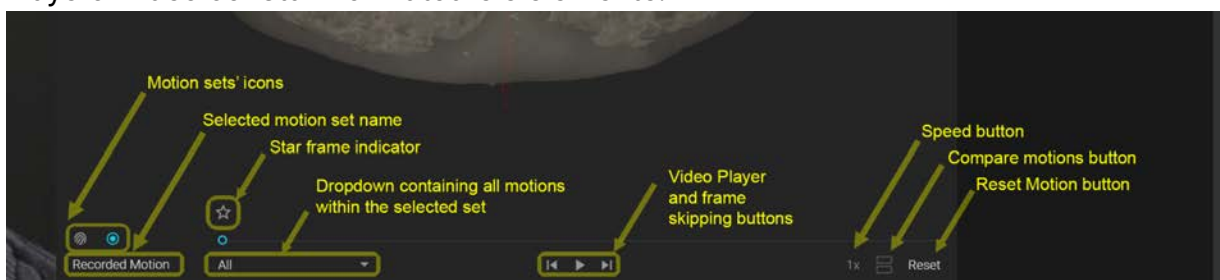 Motion sets' icons
Selected motion set name
Star frame indicator
Dropdown containing all motions
within the selected set
Video Player
and frame
skipping buttons
Speed button
Compare motions button
Reset Motion button
Recorded Motion
All
1x
Reset